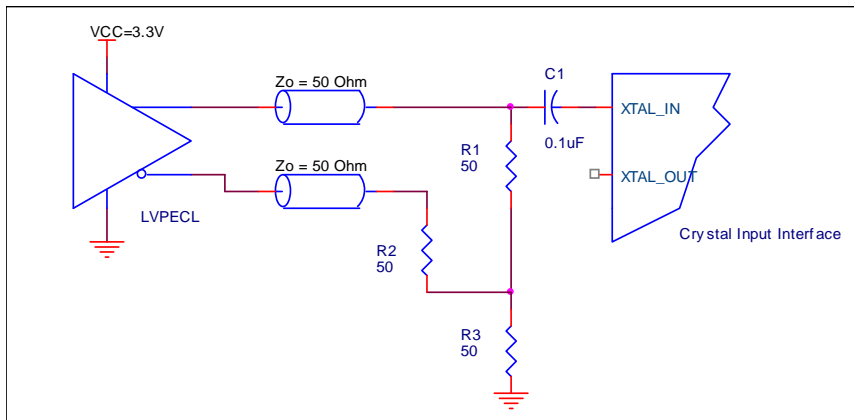 VCC=3.3V
Zo = 50 Ohm
C1
XTAL_IN
0.1uF
R1
50
Zo = 50 Ohm
XTAL_OUT
LVPECL
Crystal Input Interface
R2
50
R3
50